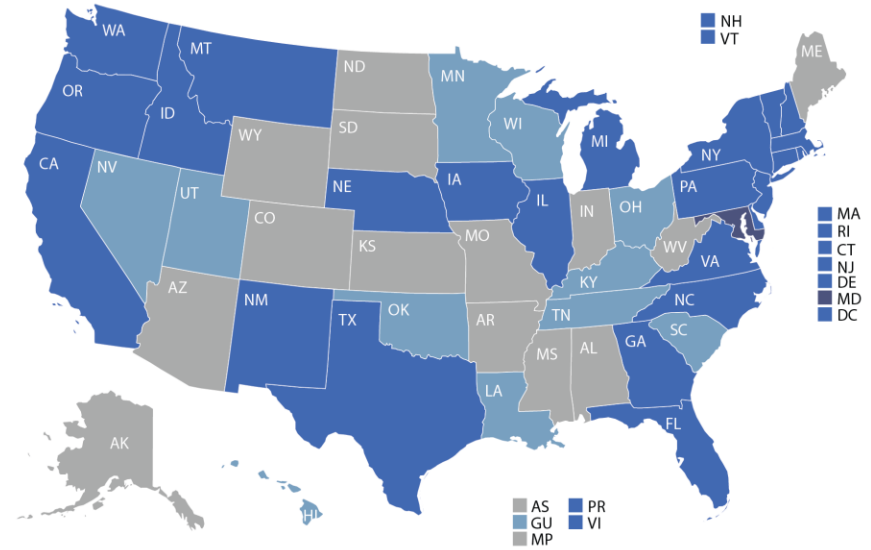 NH
VT
WA
MT
ND
MN
ME
OR
ID
SD
WI
MI
NY
WY
CA
NV
UT
NE
IA
IL
IN
OH
PA
CO
KS
MO
WV
VA
KY
MA
RI
CT
NJ
DE
MD
DC
AZ
NM
TX
OK
AR
TN
NC
SC
MS
AL
GA
LA
FL
AK
HI
AS PR
GU VI
MP